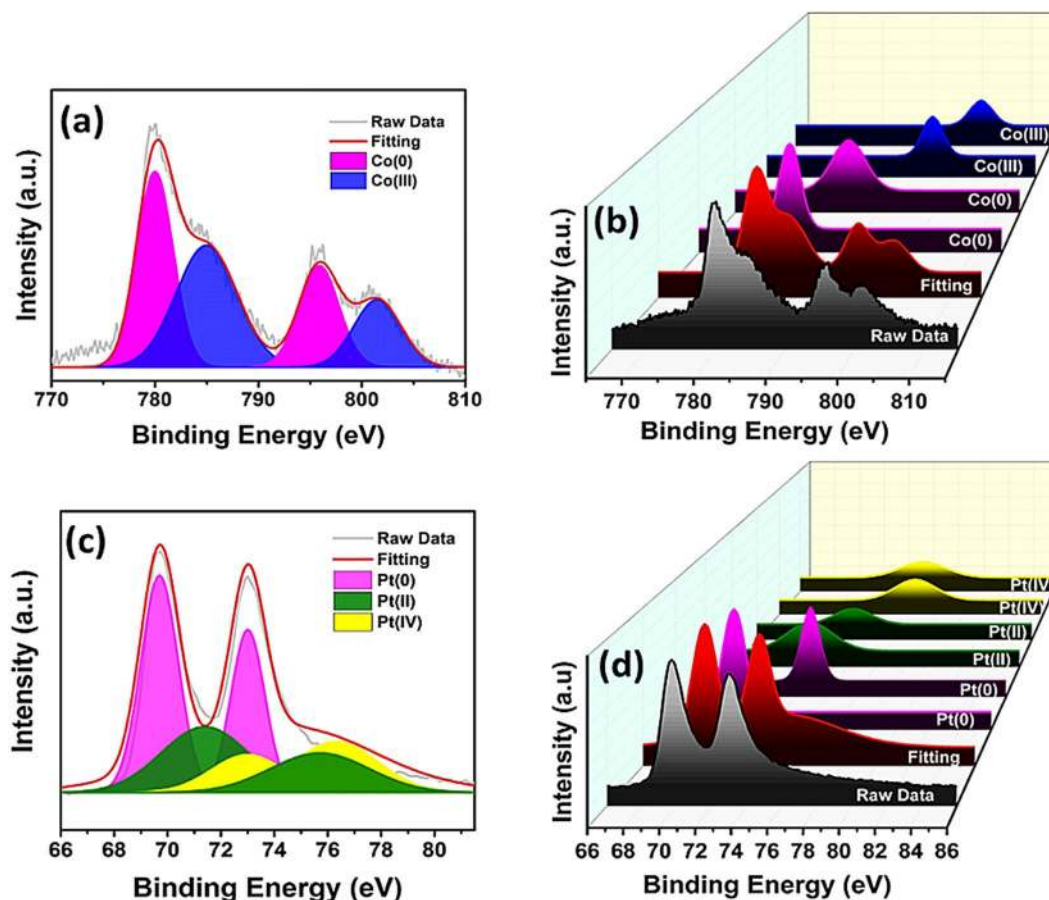 (a)
Raw Data
Fitting
Co(0)
Co(III)
Intensity (a.u.)
770 780 790 800 810
Binding Energy (eV)
(b)
Co(III)
Co(III)
Co(0)
Co(0)
Fitting
Raw Data
Intensity (a.u.)
770 780 790 800 810
Binding Energy (eV)
(c)
Raw Data
Fitting
Pt(0)
Pt(II)
Pt(IV)
Intensity (a.u.)
66 68 70 72 74 76 78 80
Binding Energy (eV)
(d)
Pt(IV
Pt(IV)
Pt(II)
Pt(II)
Pt(0)
Pt(0)
Fitting
Raw Data
Intensity (a.u)
66 68 70 72 74 76 78 80 82 84 86
Binding Energy (eV)